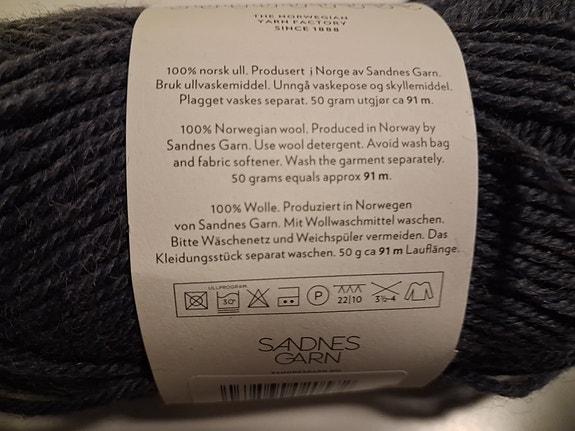 THE NORWEGIAN
YARN FACTORY
SINCE 1888
100% norsk ull. Produsert i Norge av Sandnes Garn.
Bruk ullvaskemiddel. Unngå vaskepose og skyllemiddel.
Plagget vaskes separat. 50 gram utgjør ca 91 m.
100% Norwegian wool. Produced in Norway by
Sandnes Garn. Use wool detergent. Avoid wash bag
and fabric softener. Wash the garment separately.
50 grams equals approx 91 m.
100% Wolle. Produziert in Norwegen
von Sandnes Garn. Mit Wollwaschmittel waschen.
Bitte Wäschenetz und Weichspüler vermeiden. Das
Kleidungsstück separat waschen. 50 g ca 91 m Lauflänge.
ULLPROGRAM
30° P 22|10 3½-4
SANDNES
GARN